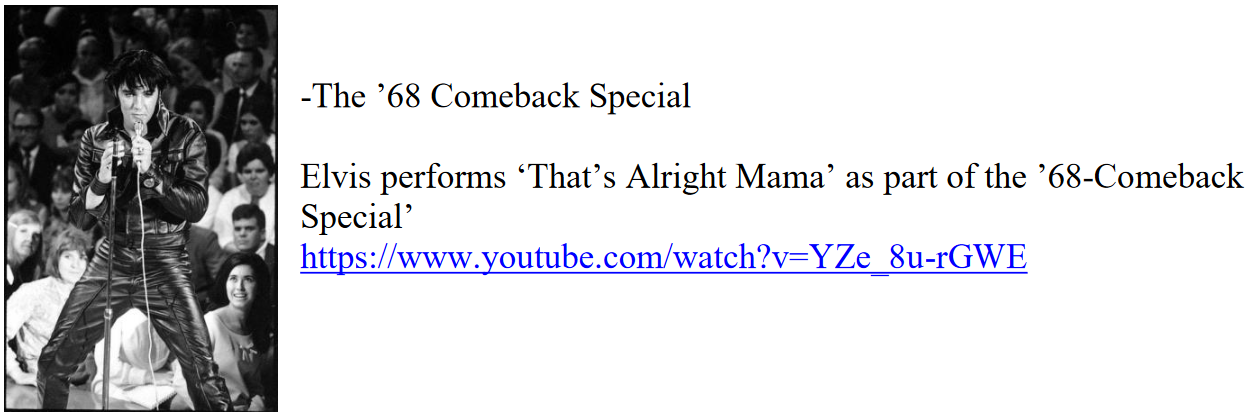 -The ’68 Comeback Special
Elvis performs ‘That’s Alright Mama’ as part of the ’68-Comeback
Special’
https://www.youtube.com/watch?v=YZe_8u-rGWE